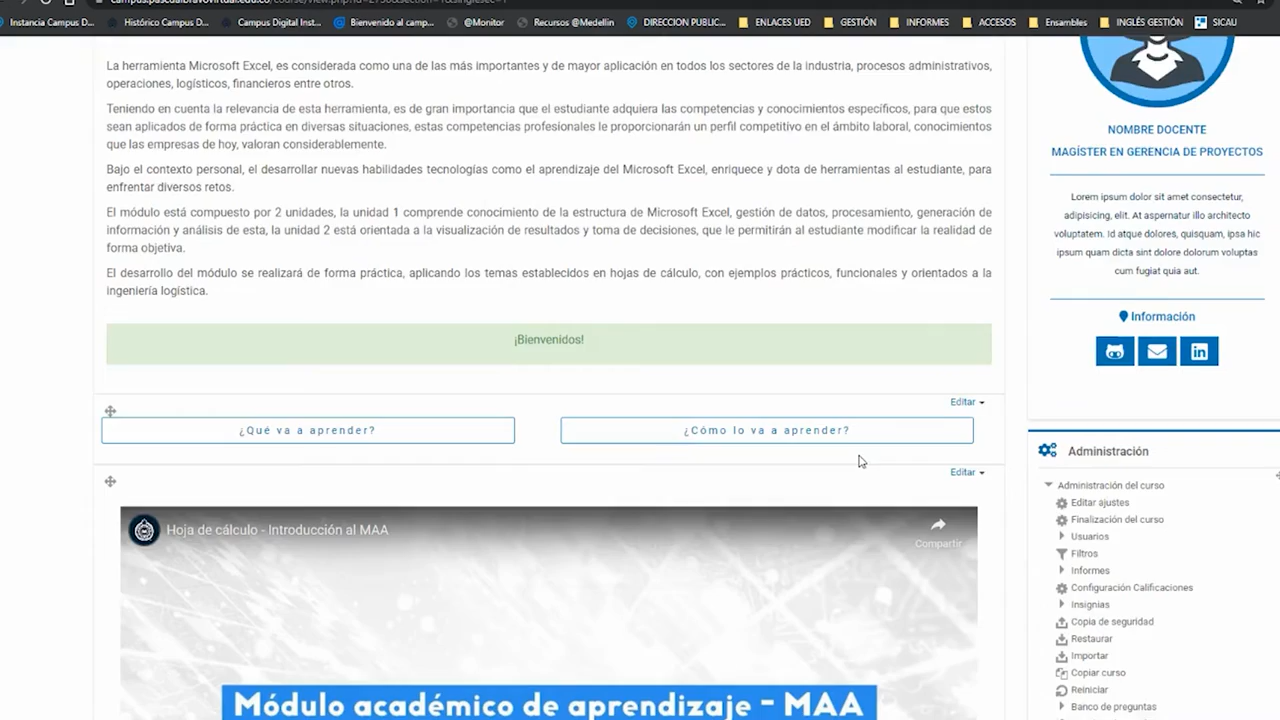 Instancia Campus D...
Histórico Campus D...
Campus Digital Inst...
Bienvenido al camp...
@Monitor
Recursos @Medellin
DIRECCION PUBLIC...
ENLACES UED
GESTIÓN
INFORMES
ACCESOS
Ensambles
INGLÉS GESTIÓN
SICAU
La herramienta Microsoft Excel, es considerada como una de las más importantes y de mayor aplicación en todos los sectores de la industria, procesos administrativos,
operaciones, logísticos, financieros entre otros.
Teniendo en cuenta la relevancia de esta herramienta, es de gran importancia que el estudiante adquiera las competencias y conocimientos específicos, para que estos
sean aplicados de forma práctica en diversas situaciones, estas competencias profesionales le proporcionarán un perfil competitivo en el ámbito laboral, conocimientos
que las empresas de hoy, valoran considerablemente.
Bajo el contexto personal, el desarrollar nuevas habilidades tecnologías como el aprendizaje del Microsoft Excel, enriquece y dota de herramientas al estudiante, para
enfrentar diversos retos.
El módulo está compuesto por 2 unidades, la unidad 1 comprende conocimiento de la estructura de Microsoft Excel, gestión de datos, procesamiento, generación de
información y análisis de esta, la unidad 2 está orientada a la visualización de resultados y toma de decisiones, que le permitirán al estudiante modificar la realidad de
forma objetiva.
El desarrollo del módulo se realizará de forma práctica, aplicando los temas establecidos en hojas de cálculo, con ejemplos prácticos, funcionales y orientados a la
ingeniería logística.
¡Bienvenidos!
Editar
¿Qué va a aprender?
¿Cómo lo va a aprender?
Editar
Hoja de cálculo - Introducción al MAA
Compartir
Módulo académico de aprendizaje - MAA
NOMBRE DOCENTE
MAGÍSTER EN GERENCIA DE PROYECTOS
Lorem ipsum dolor sit amet consectetur,
adipisicing, elit. At aspernatur illo architecto
voluptatem. Id atque dolores, quisquam, ipsa hic
ipsum quam dicta sint dolore dolorum voluptas
cum fugiat quia aut.
Información
Administración
Administración del curso
Editar ajustes
Finalización del curso
Usuarios
Filtros
Informes
Configuración Calificaciones
Insignias
Copia de seguridad
Restaurar
Importar
Copiar curso
Reiniciar
Banco de preguntas